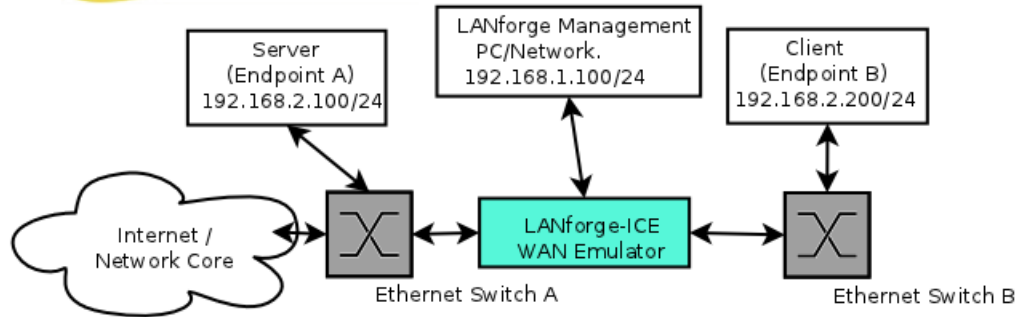 Server
(Endpoint A)
192.168.2.100/24
LANforge Management
PC/Network.
192.168.1.100/24
Client
(Endpoint B)
192.168.2.200/24
Internet /
Network Core
LANforge-ICE
WAN Emulator
Ethernet Switch A
Ethernet Switch B